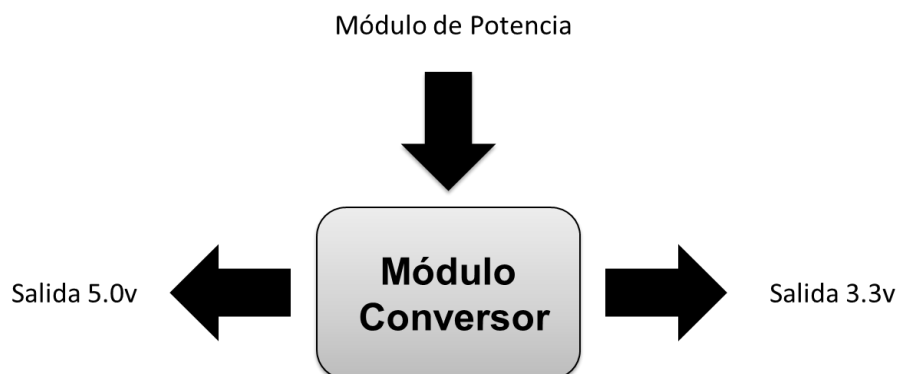 Módulo de Potencia
Módulo
Conversor
Salida 5.0v
Salida 3.3v